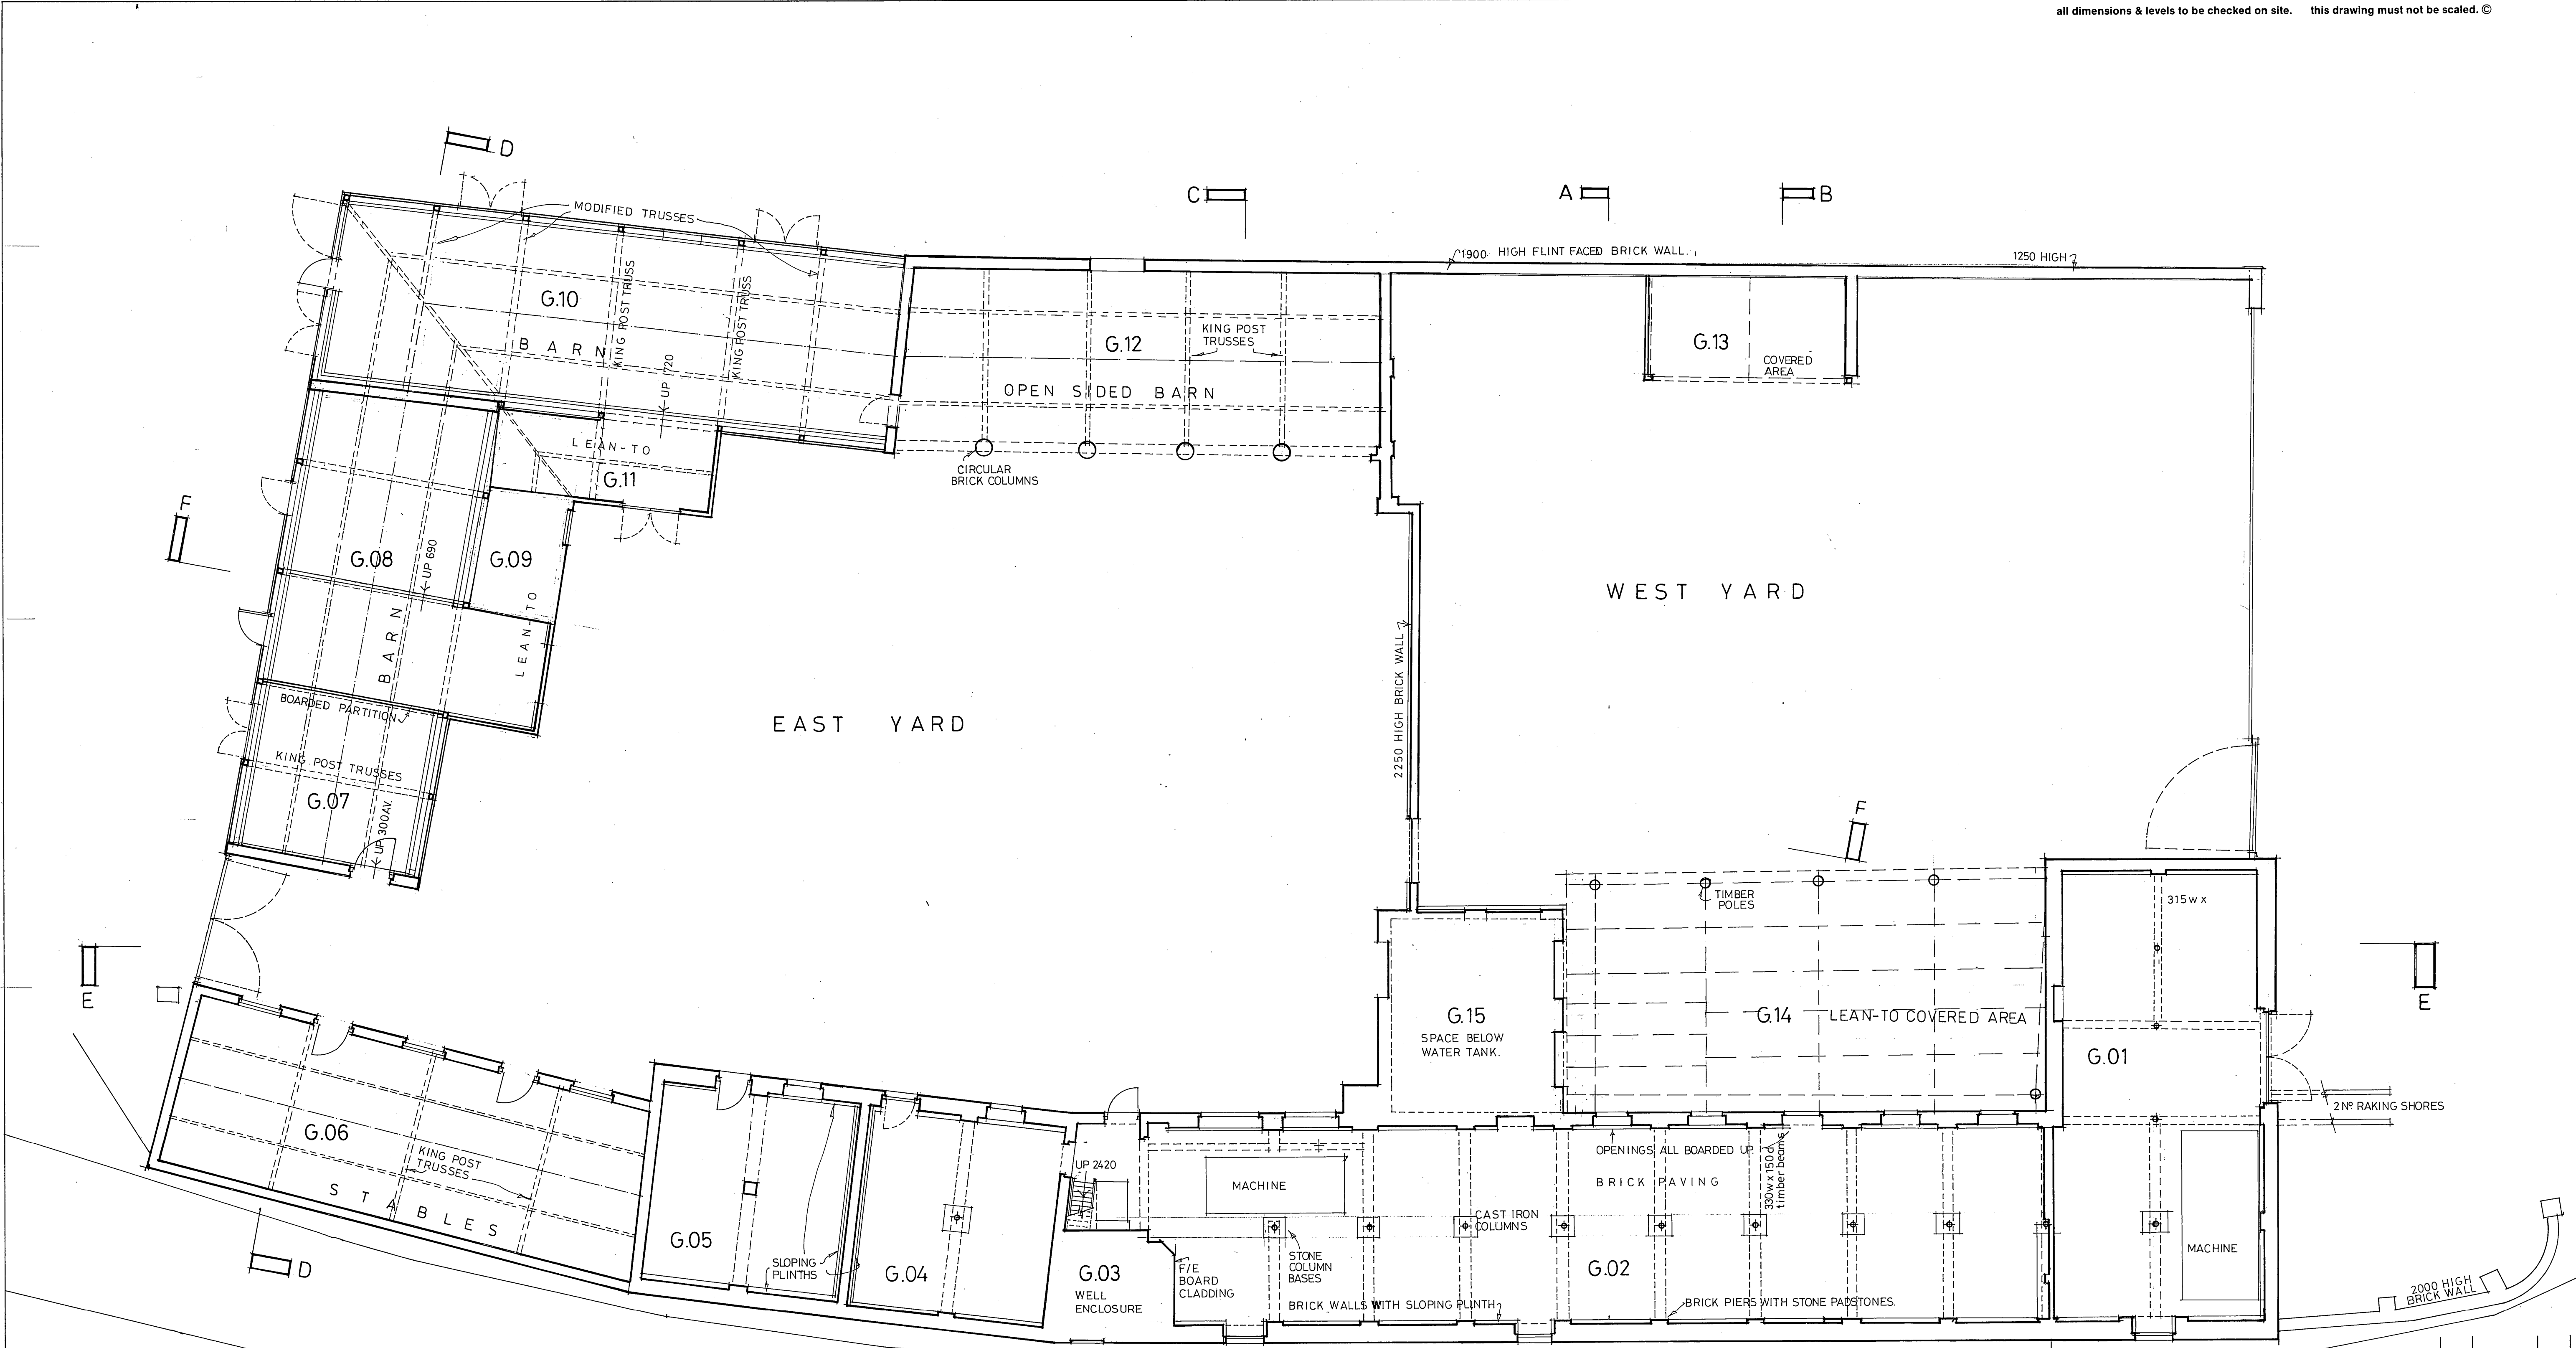 all dimensions & levels to be checked on site. this drawing must not be scaled. ©
D
C
A
B
MODIFIED TRUSSES
1900 HIGH FLINT FACED BRICK WALL.
1250 HIGH
G.10
BARN
KING POST TRUSS
KING POST TRUSS
UP 720
G.12
KING POST
TRUSSES
OPEN SIDED BARN
CIRCULAR
BRICK COLUMNS
G.13
COVERED
AREA
LEAN-TO
G.11
F
G.08
UP 690
G.09
LEAN-TO
BARN
BOARDED PARTITION
KING POST TRUSSES
G.07
UP 300AV.
EAST YARD
2250 HIGH BRICK WALL
WEST YARD
F
TIMBER
POLES
315 w x
E
E
G.15
SPACE BELOW
WATER TANK.
G.14
LEAN-TO COVERED AREA
G.01
2 Nº RAKING SHORES
G.06
KING POST
TRUSSES
STABLES
D
G.05
SLOPING
PLINTHS
G.04
UP 2420
G.03
WELL
ENCLOSURE
F/E
BOARD
CLADDING
MACHINE
STONE
COLUMN
BASES
CAST IRON
COLUMNS
OPENINGS ALL BOARDED UP.
BRICK PAVING
330w x 150d
timber beams
G.02
BRICK WALLS WITH SLOPING PLINTH
BRICK PIERS WITH STONE PADSTONES.
MACHINE
2000 HIGH
BRICK WALL